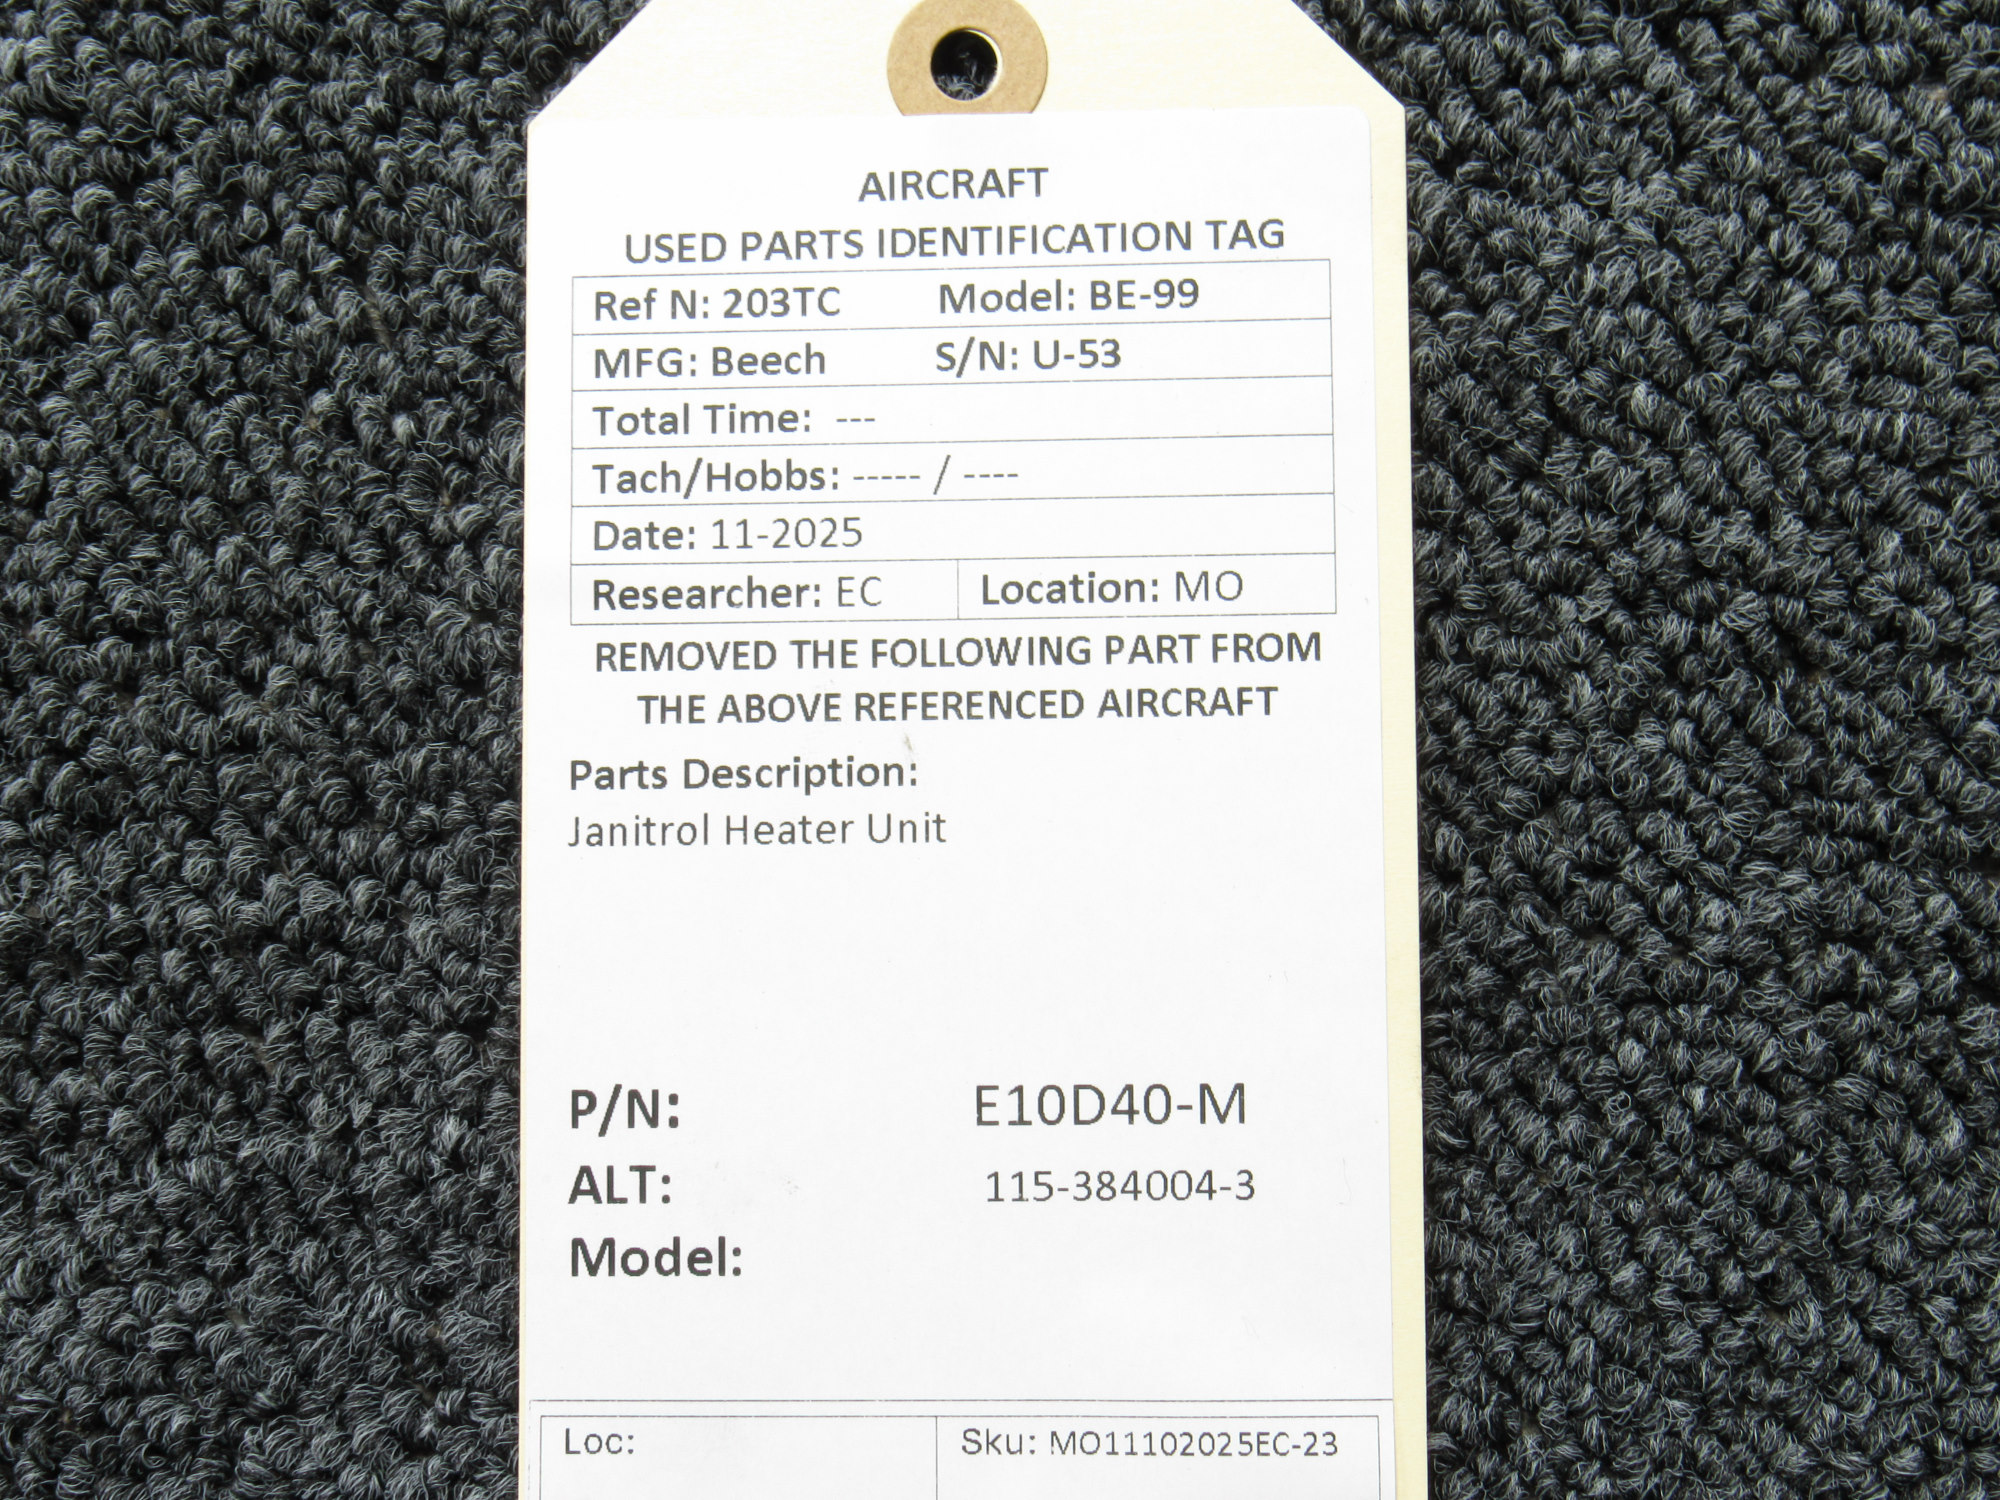 AIRCRAFT
USED PARTS IDENTIFICATION TAG
Ref N: 203TC Model: BE-99
MFG: Beech S/N: U-53
Total Time: ---
Tach/Hobbs: ----- / ----
Date: 11-2025
Researcher: EC Location: MO
REMOVED THE FOLLOWING PART FROM
THE ABOVE REFERENCED AIRCRAFT
Parts Description:
Janitrol Heater Unit
P/N: E10D40-M
ALT: 115-384004-3
Model:
Loc: Sku: MO11102025EC-23